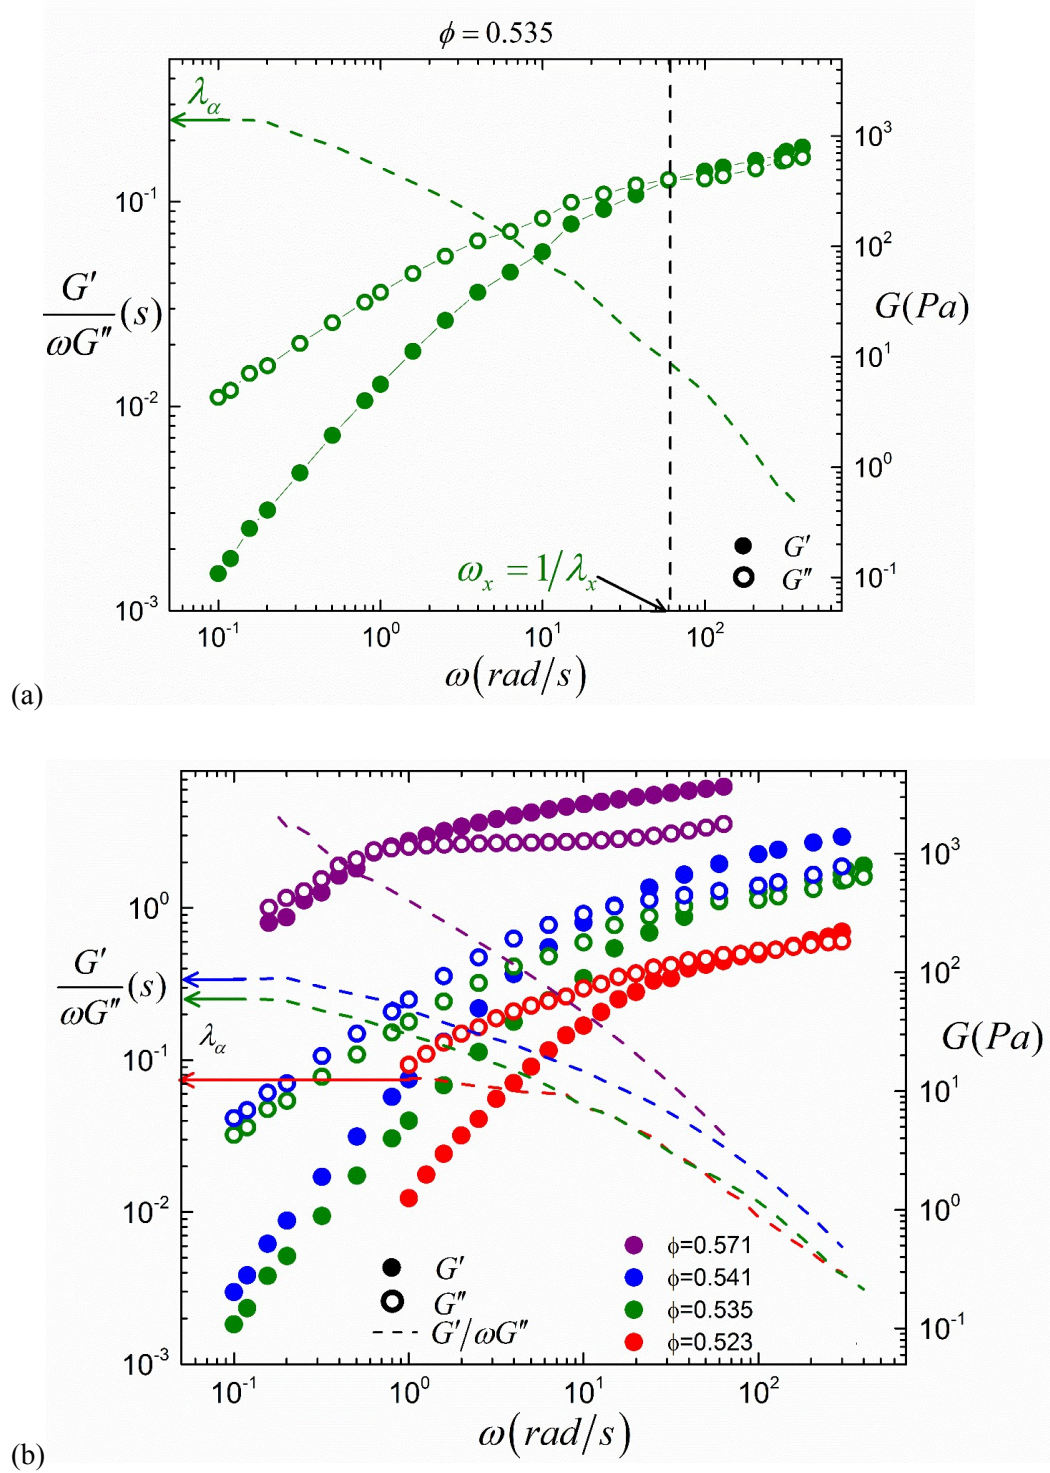 ϕ = 0.535
λα
10³
10⁻¹
10²
G′/ωG″ (s)
G(Pa)
10¹
10⁻²
10⁰
ωx = 1/λx
G′
G″
10⁻¹
10⁻³
10⁻¹ 10⁰ 10¹ 10²
ω(rad/s)
(a)
10³
10⁰
G′/ωG″ (s)
10²
λα
G(Pa)
10⁻¹
10¹
10⁻²
10⁰
G′
G″
G′/ωG″
ϕ=0.571
ϕ=0.541
ϕ=0.535
ϕ=0.523
10⁻¹
10⁻³
10⁻¹ 10⁰ 10¹ 10²
ω(rad/s)
(b)